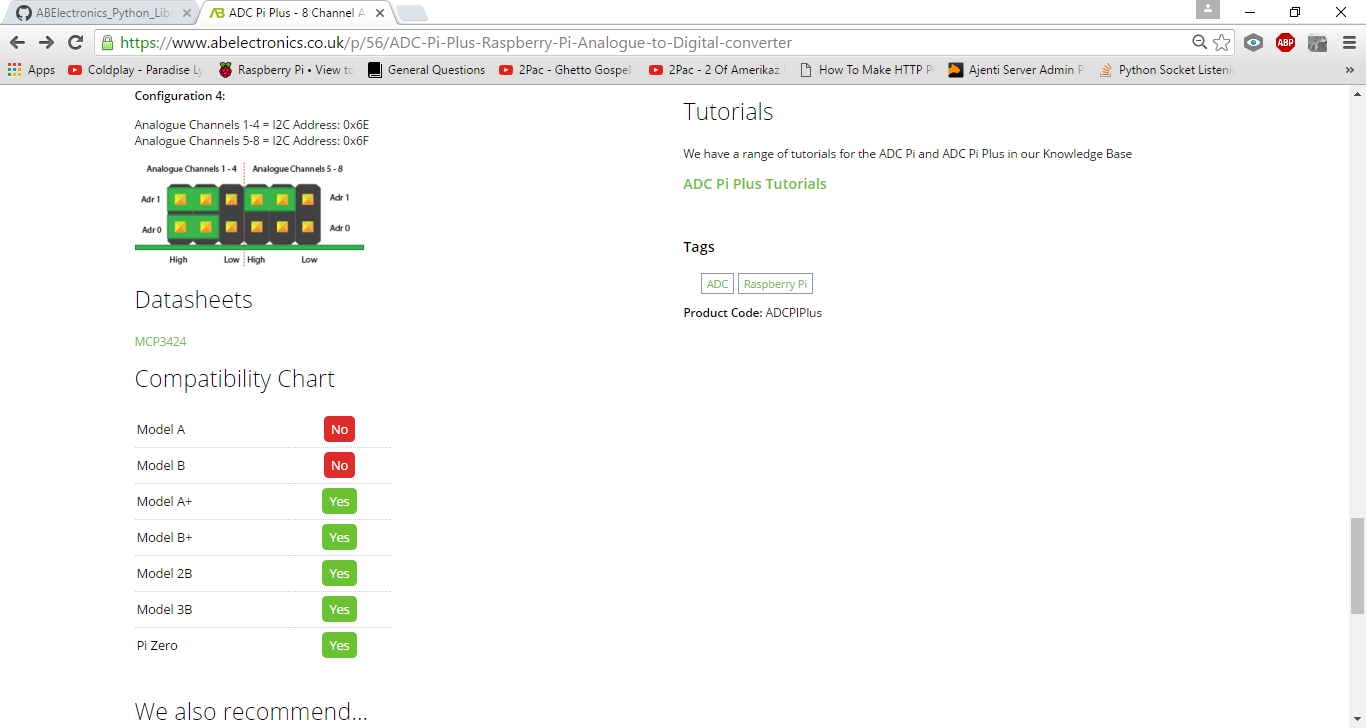 ABElectronics_Python_Libr
ADC Pi Plus - 8 Channel A
https://www.abelectronics.co.uk/p/56/ADC-Pi-Plus-Raspberry-Pi-Analogue-to-Digital-converter
ABP
Apps
Coldplay - Paradise Ly
Raspberry Pi • View to
General Questions
2Pac - Ghetto Gospel
2Pac - 2 Of Amerikaz
How To Make HTTP P
Ajenti Server Admin P
Python Socket Listenin
»
Configuration 4:
Analogue Channels 1-4 = I2C Address: 0x6E
Analogue Channels 5-8 = I2C Address: 0x6F
Analogue Channels 1 - 4 Analogue Channels 5 - 8
Adr 1 Adr 1
Adr 0 Adr 0
High Low High Low
Datasheets
MCP3424
Compatibility Chart
Model A No
Model B No
Model A+ Yes
Model B+ Yes
Model 2B Yes
Model 3B Yes
Pi Zero Yes
We also recommend...
Tutorials
We have a range of tutorials for the ADC Pi and ADC Pi Plus in our Knowledge Base
ADC Pi Plus Tutorials
Tags
ADC
Raspberry Pi
Product Code: ADCPIPlus